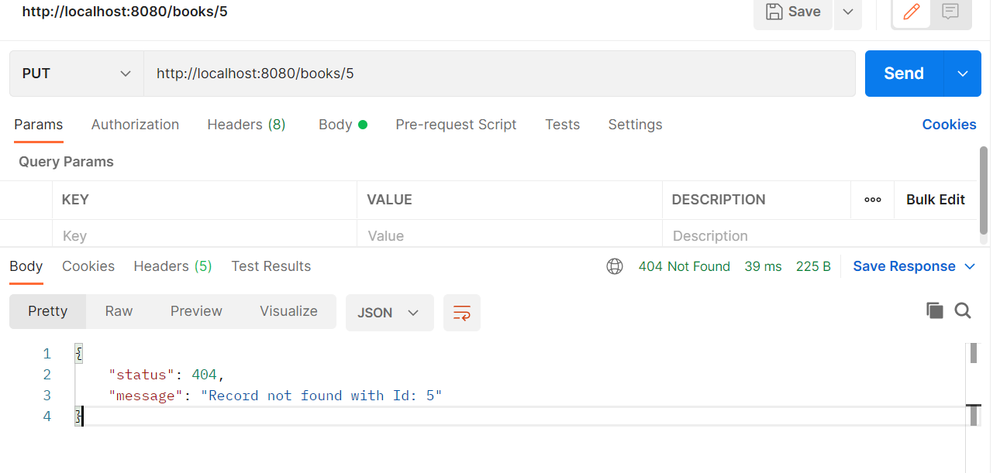 http://localhost:8080/books/5 Save
PUT http://localhost:8080/books/5 Send
Params Authorization Headers (8) Body Pre-request Script Tests Settings Cookies
Query Params
KEY VALUE DESCRIPTION ooo Bulk Edit
Key Value Description
Body Cookies Headers (5) Test Results 404 Not Found 39 ms 225 B Save Response
Pretty Raw Preview Visualize JSON
1 {
2 "status": 404,
3 "message": "Record not found with Id: 5"
4 }